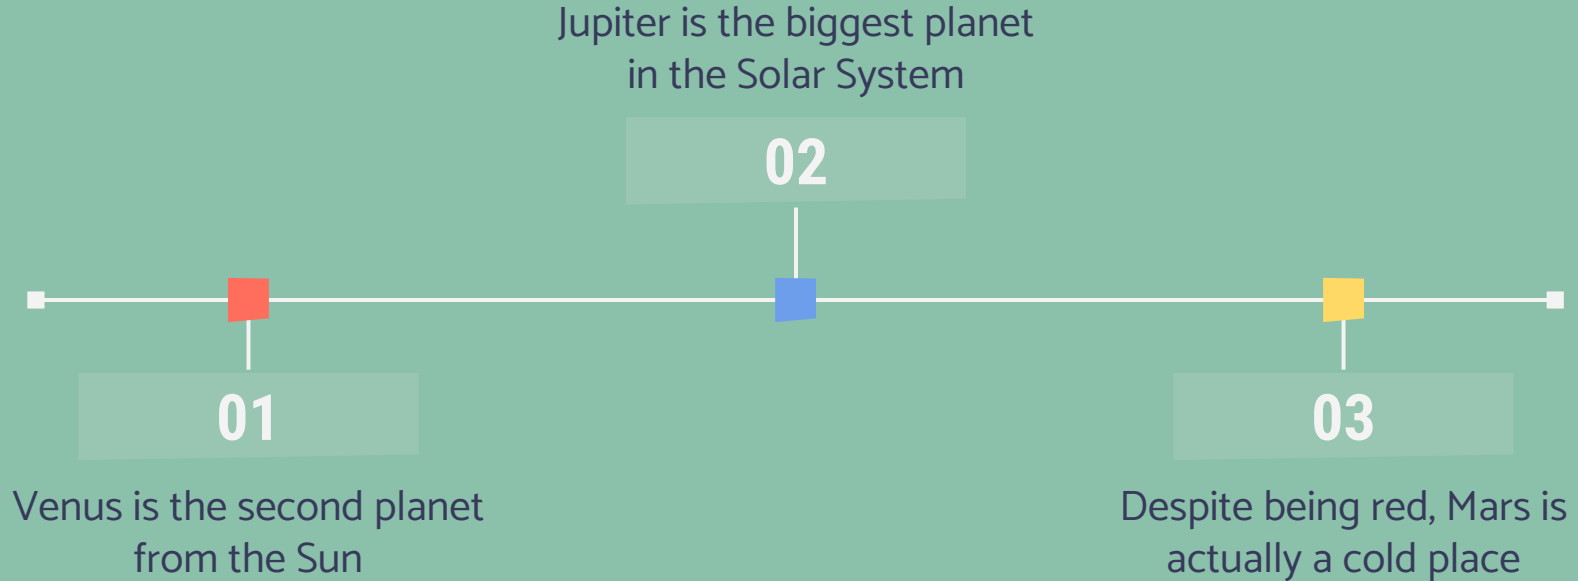 Jupiter is the biggest planet
in the Solar System
02
01
03
Venus is the second planet
from the Sun
Despite being red, Mars is
actually a cold place